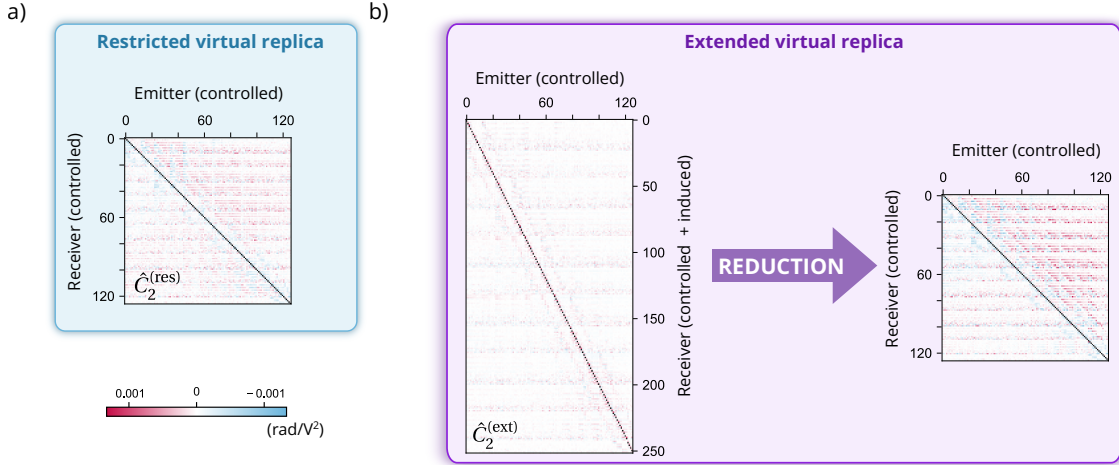 a)
Restricted virtual replica
Emitter (controlled)
0 60 120
Receiver (controlled)
0
60
120
Ĉ₂^(res)
0.001 0 −0.001
(rad/V²)
b)
Extended virtual replica
Emitter (controlled)
0 60 120
0
50
100
150
200
250
Receiver (controlled + induced)
Ĉ₂^(ext)
REDUCTION
Emitter (controlled)
0 60 120
Receiver (controlled)
0
60
120